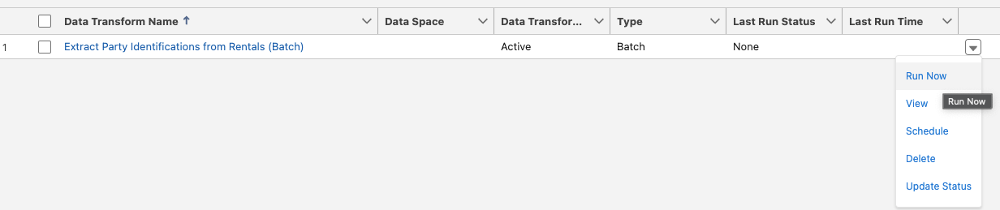 Data Transform Name ↑ Data Space Data Transfor... Type Last Run Status Last Run Time
1 Extract Party Identifications from Rentals (Batch) Active Batch None
Run Now
View
Run Now
Schedule
Delete
Update Status